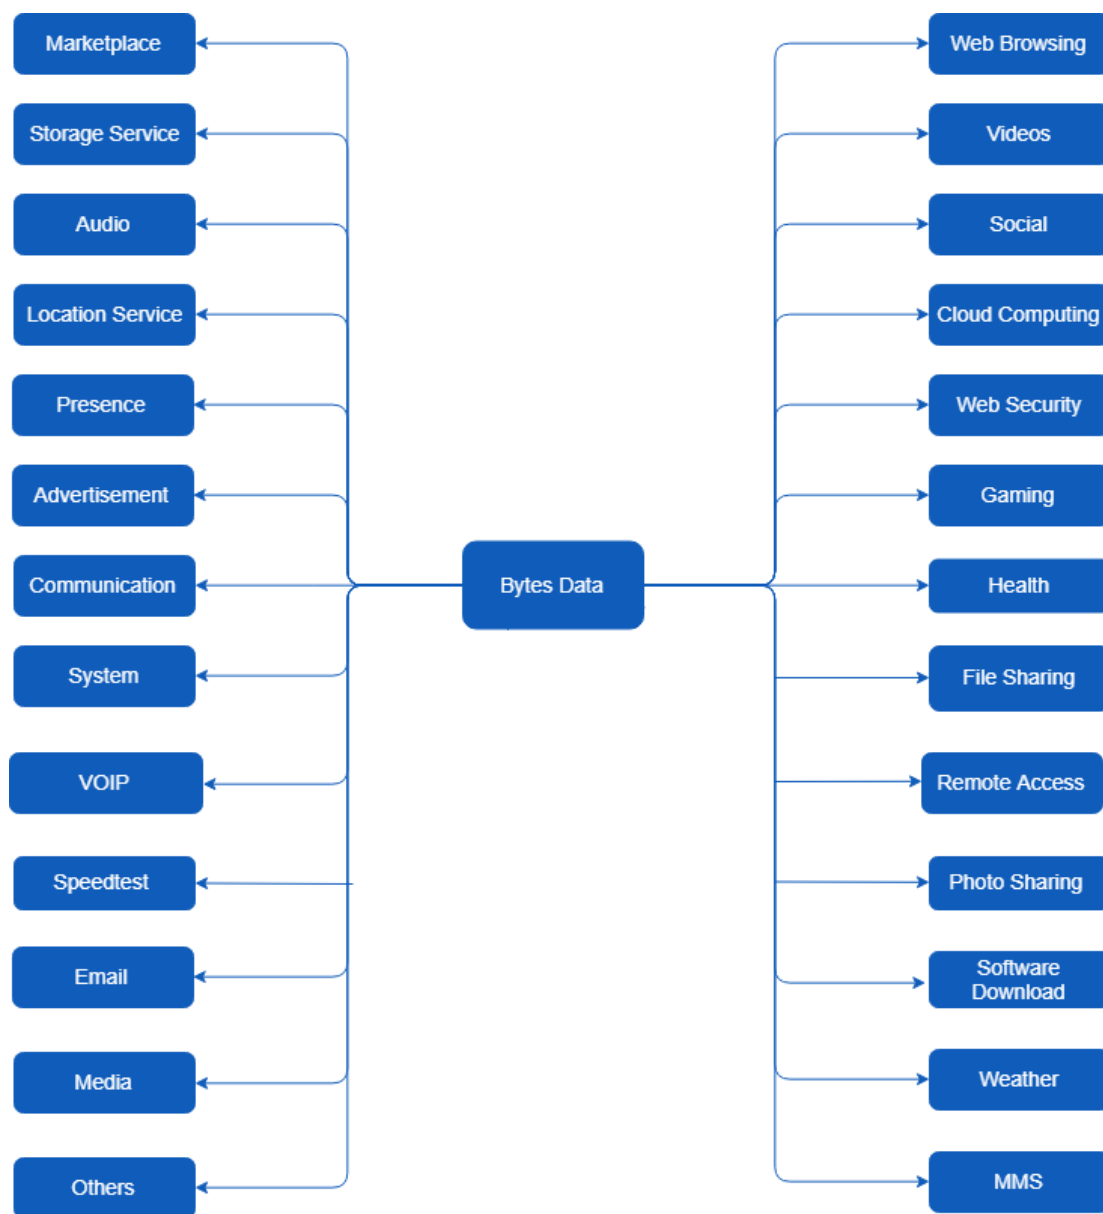 Marketplace
Storage Service
Audio
Location Service
Presence
Advertisement
Communication
System
VOIP
Speedtest
Email
Media
Others
Bytes Data
Web Browsing
Videos
Social
Cloud Computing
Web Security
Gaming
Health
File Sharing
Remote Access
Photo Sharing
Software
Download
Weather
MMS